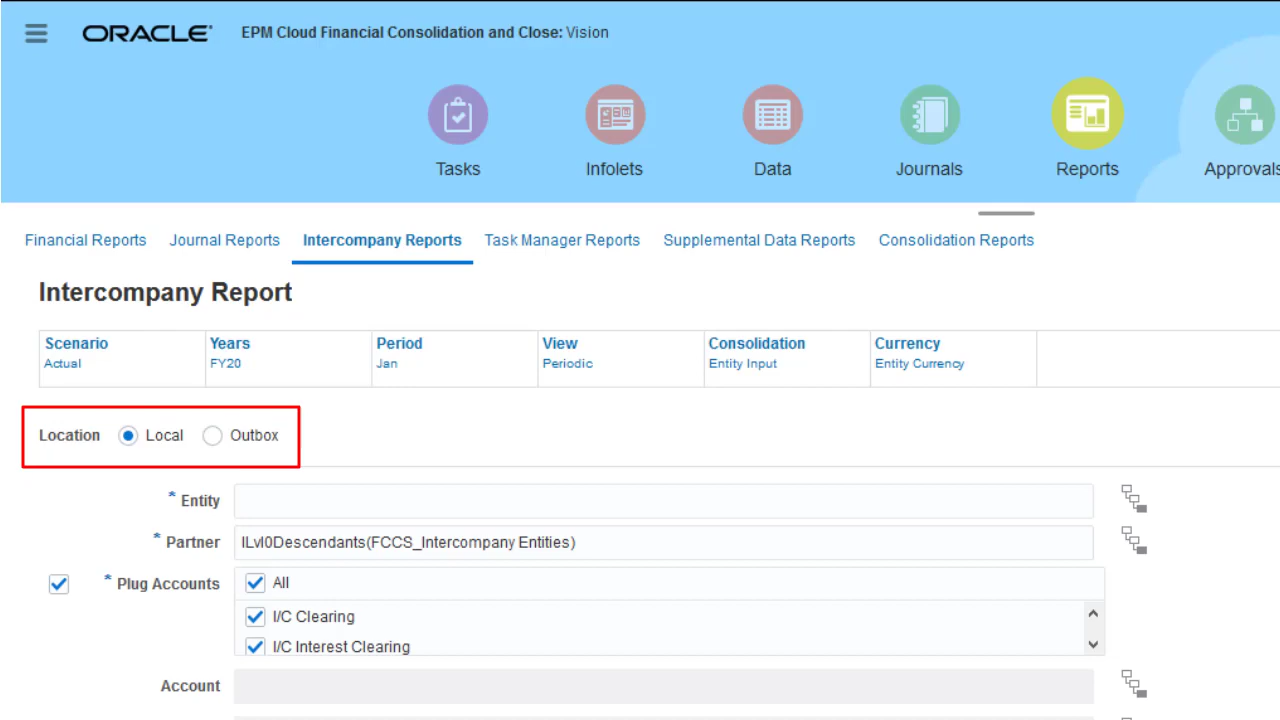 ORACLE EPM Cloud Financial Consolidation and Close: Vision
Tasks Infolets Data Journals Reports Approvals
Financial Reports Journal Reports Intercompany Reports Task Manager Reports Supplemental Data Reports Consolidation Reports
Intercompany Report
Scenario Years Period View Consolidation Currency
Actual FY20 Jan Periodic Entity Input Entity Currency
Location Local Outbox
* Entity
* Partner ILvl0Descendants(FCCS_Intercompany Entities)
* Plug Accounts All
I/C Clearing
I/C Interest Clearing
Account